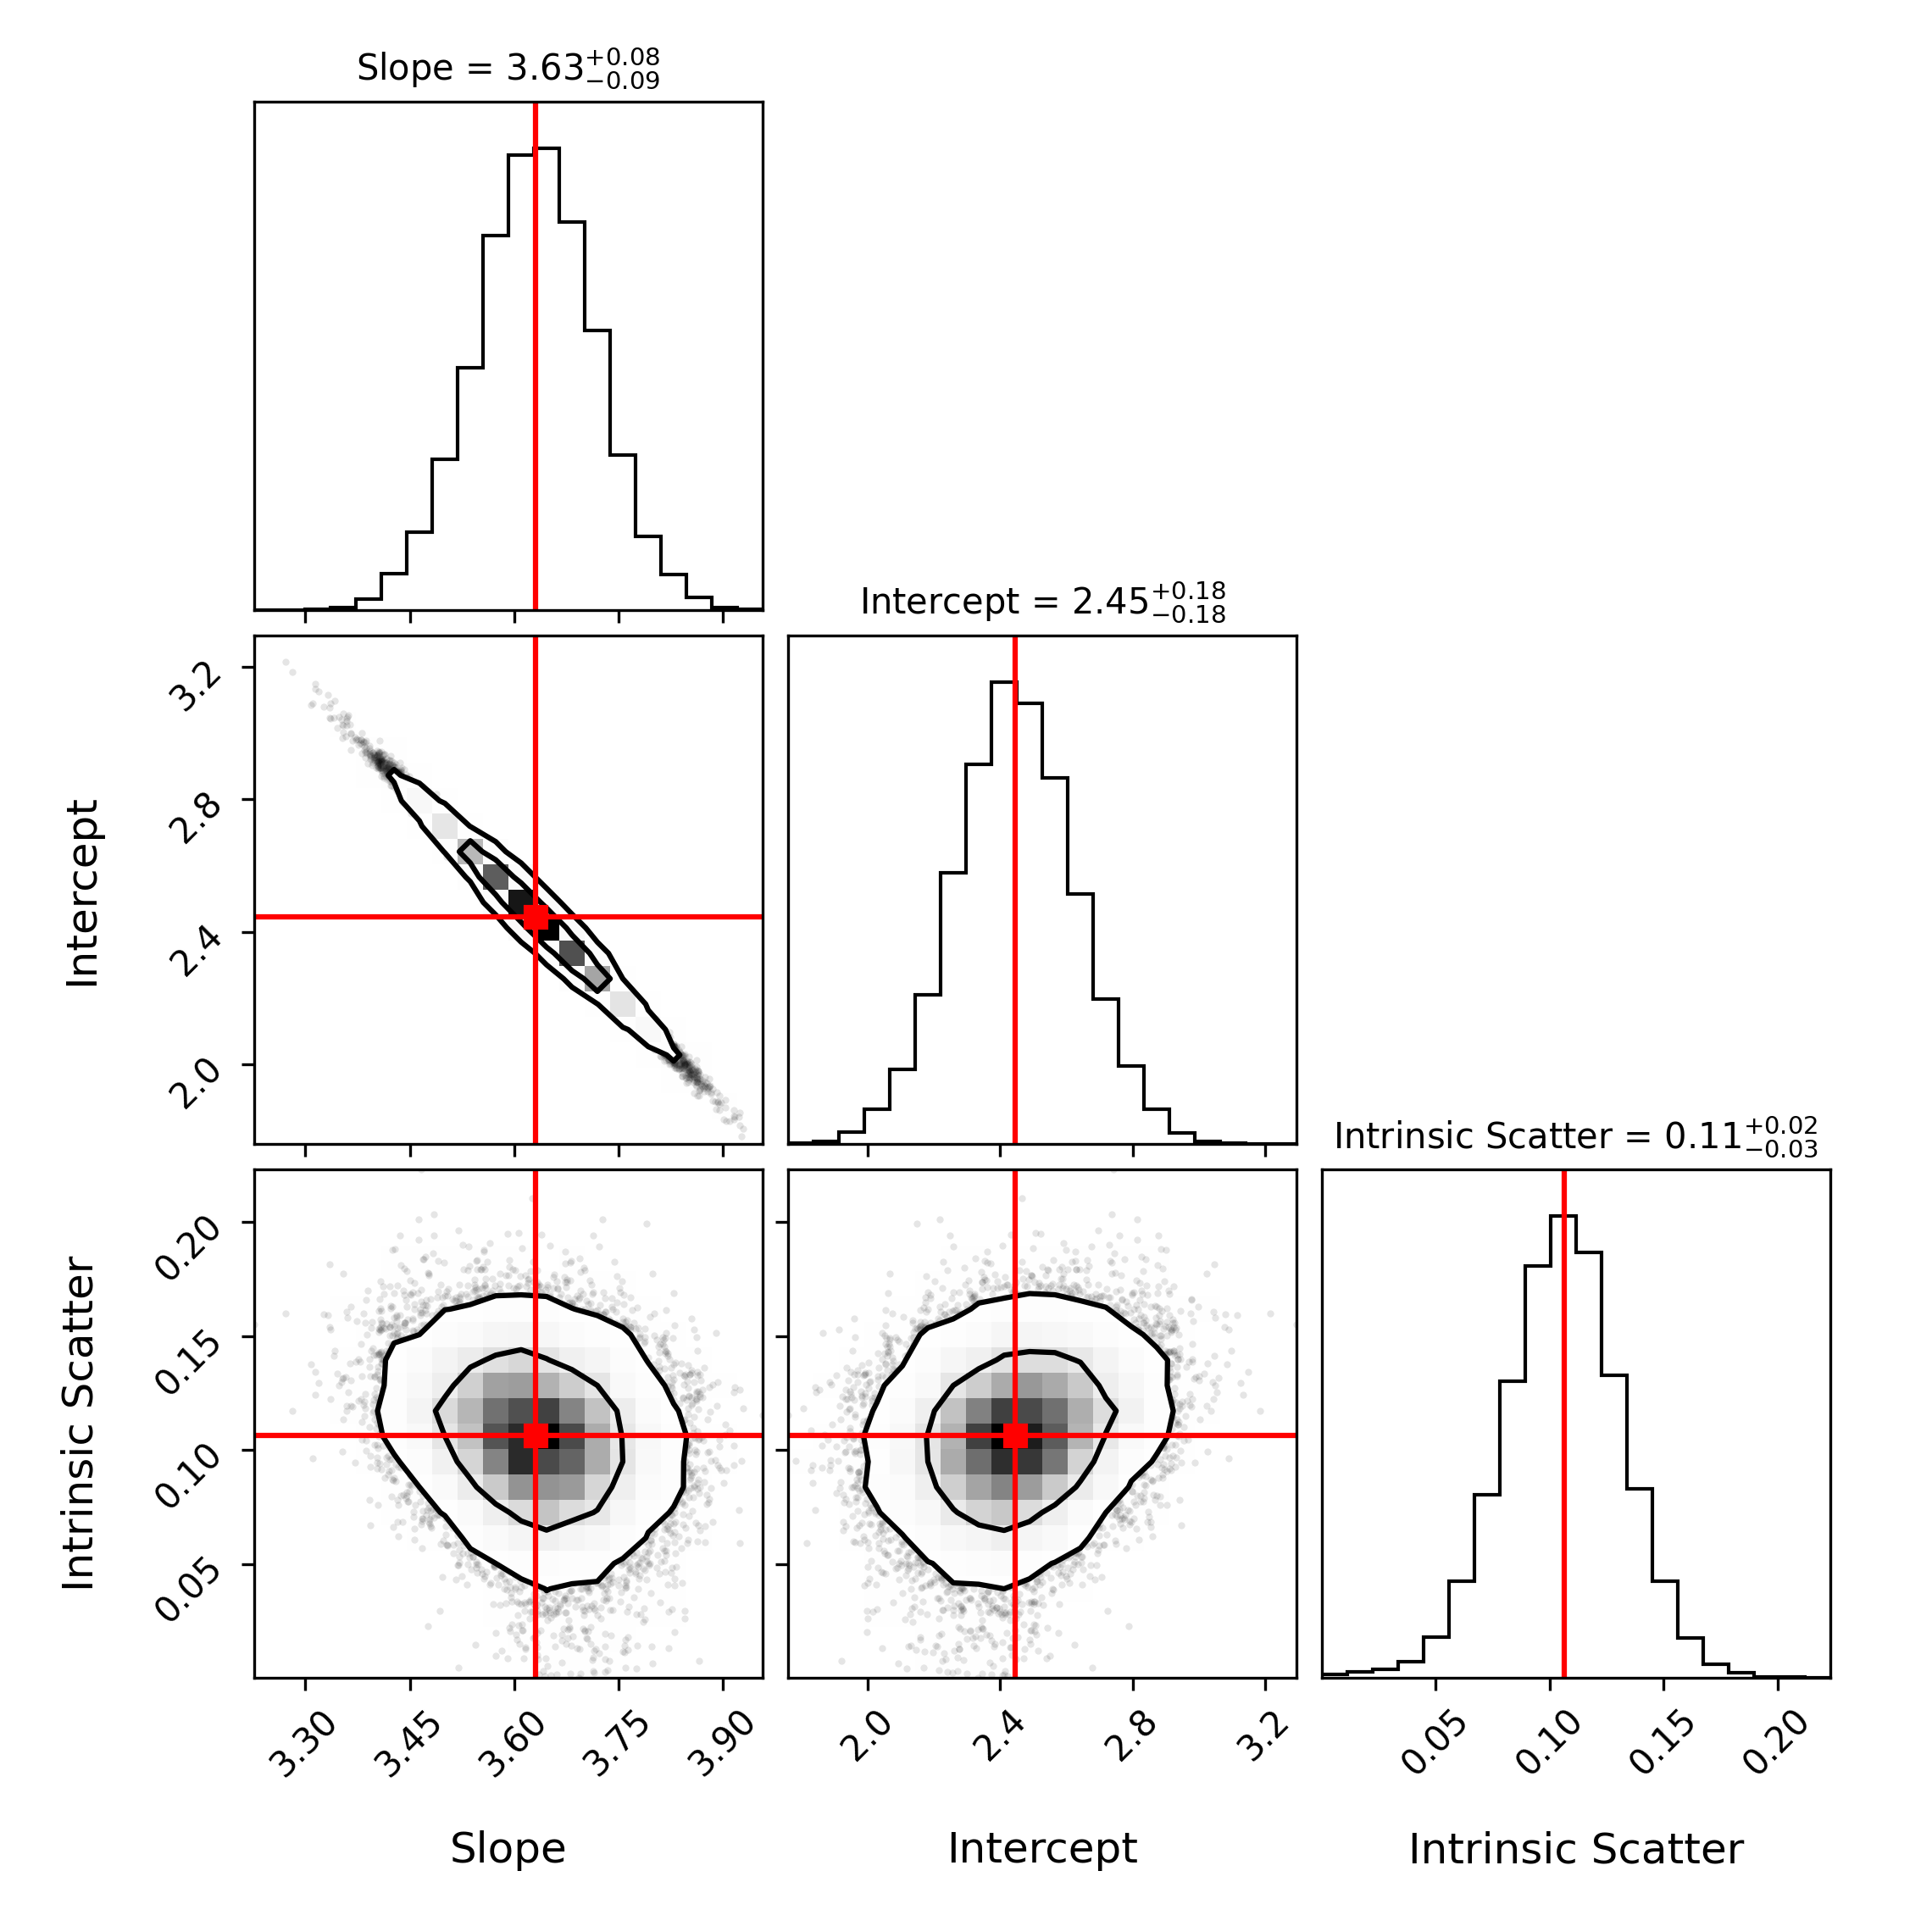 Slope = 3.63+0.08−0.09
Intercept = 2.45+0.18−0.18
Intercept
3.2
2.8
2.4
2.0
Intrinsic Scatter = 0.11+0.02−0.03
Intrinsic Scatter
0.20
0.15
0.10
0.05
3.30 3.45 3.60 3.75 3.90 2.0 2.4 2.8 3.2 0.05 0.10 0.15 0.20
Slope Intercept Intrinsic Scatter